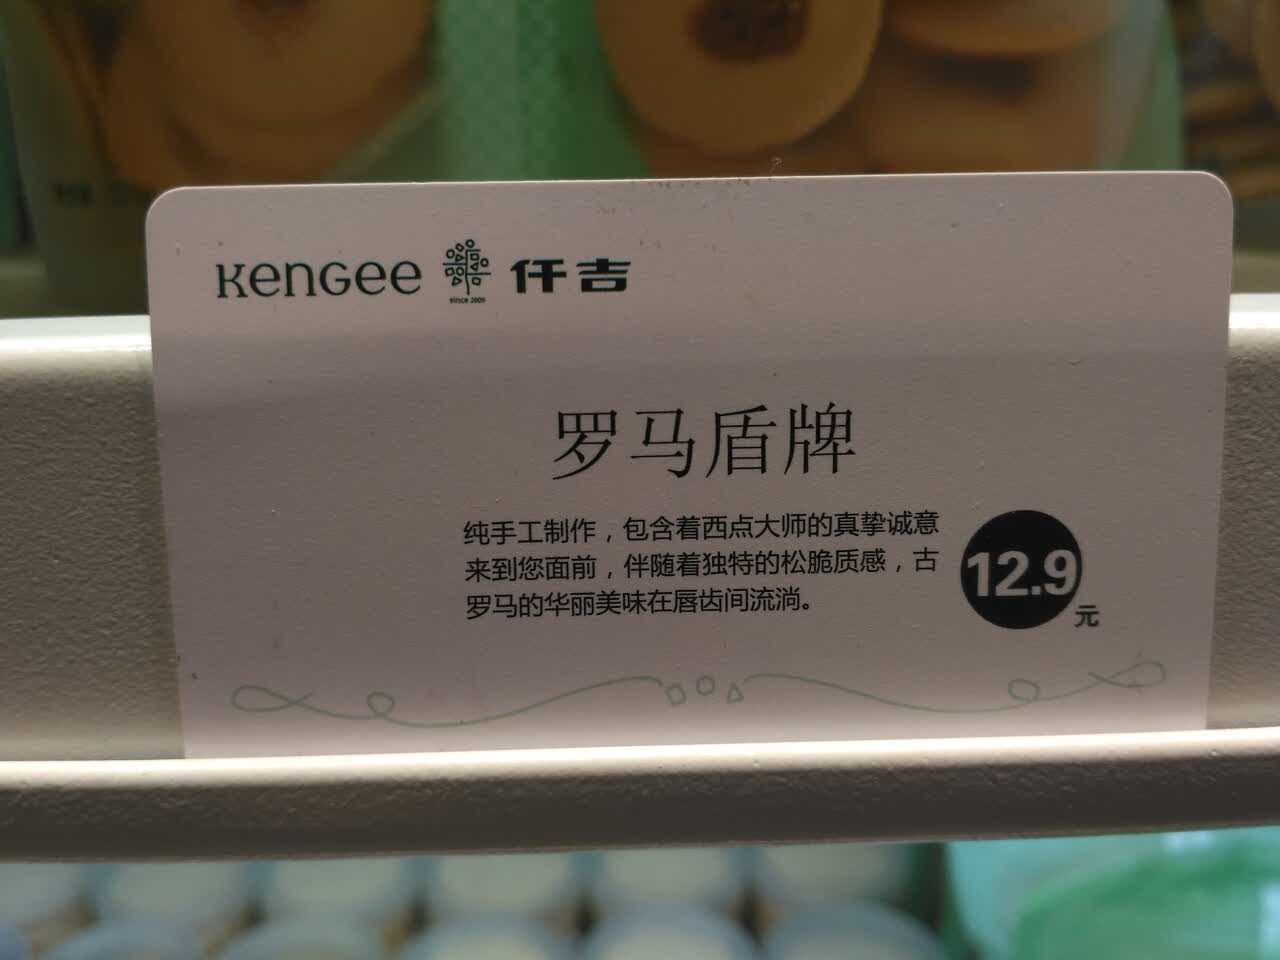 Kengee 仟吉
since 2009
罗马盾牌
纯手工制作，包含着西点大师的真挚诚意
来到您面前，伴随着独特的松脆质感，古
罗马的华丽美味在唇齿间流淌。
12.9元